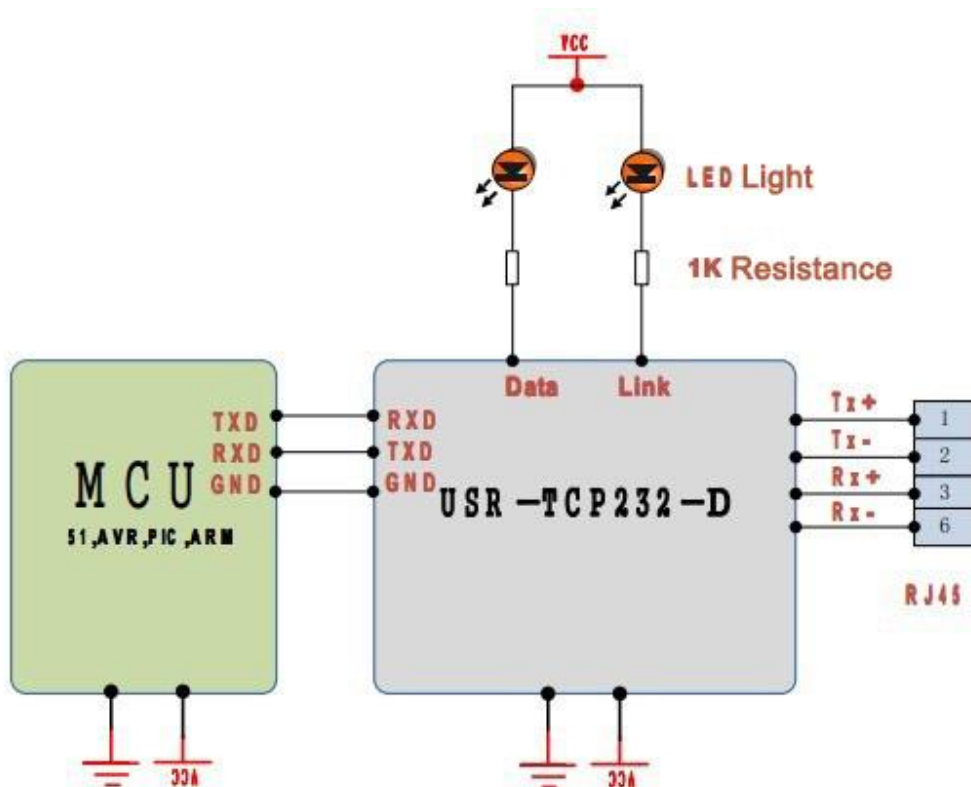 VCC
LED Light
1K Resistance
Data Link
TXD RXD
RXD TXD
GND GND
MCU
51,AVR,PIC,ARM
USR-TCP232-D
Tx+ 1
Tx- 2
Rx+ 3
Rx- 6
RJ45
VCC
VCC